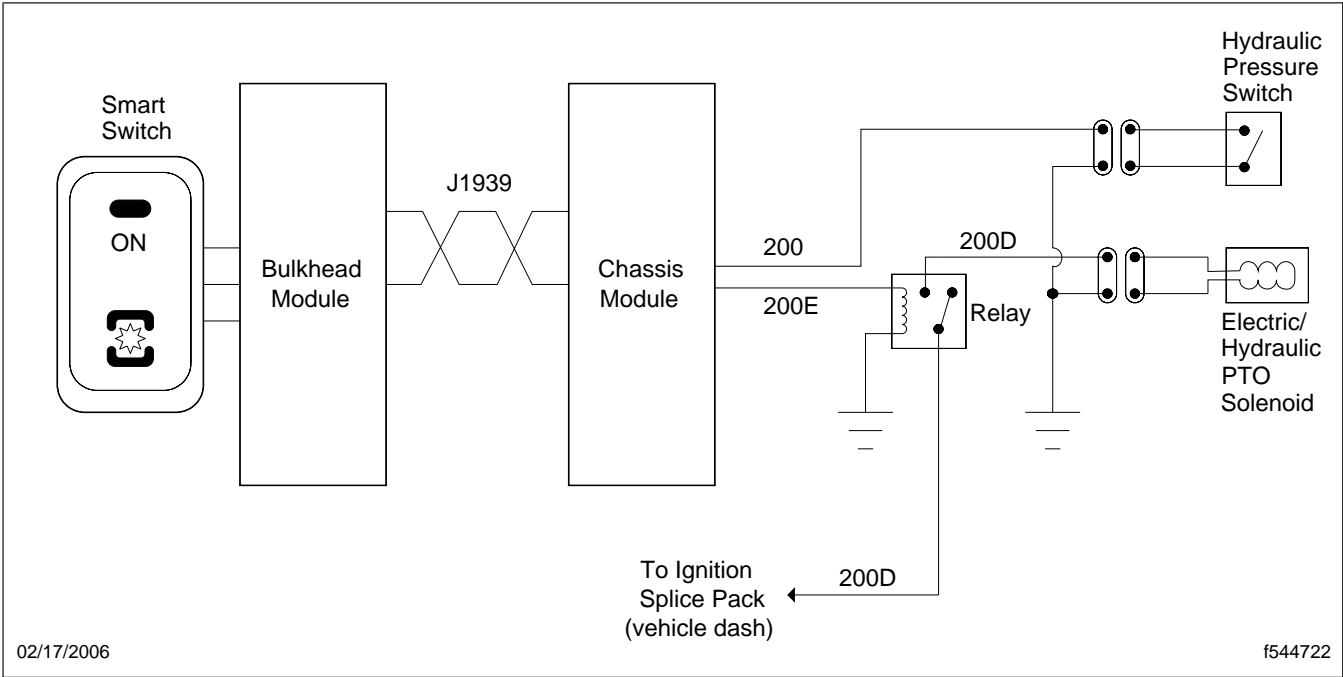 Hydraulic
Pressure
Switch
Smart
Switch
J1939
ON
Bulkhead
Module
Chassis
Module
200
200D
200E
Relay
Electric/
Hydraulic
PTO
Solenoid
To Ignition
Splice Pack
(vehicle dash)
200D
02/17/2006
f544722